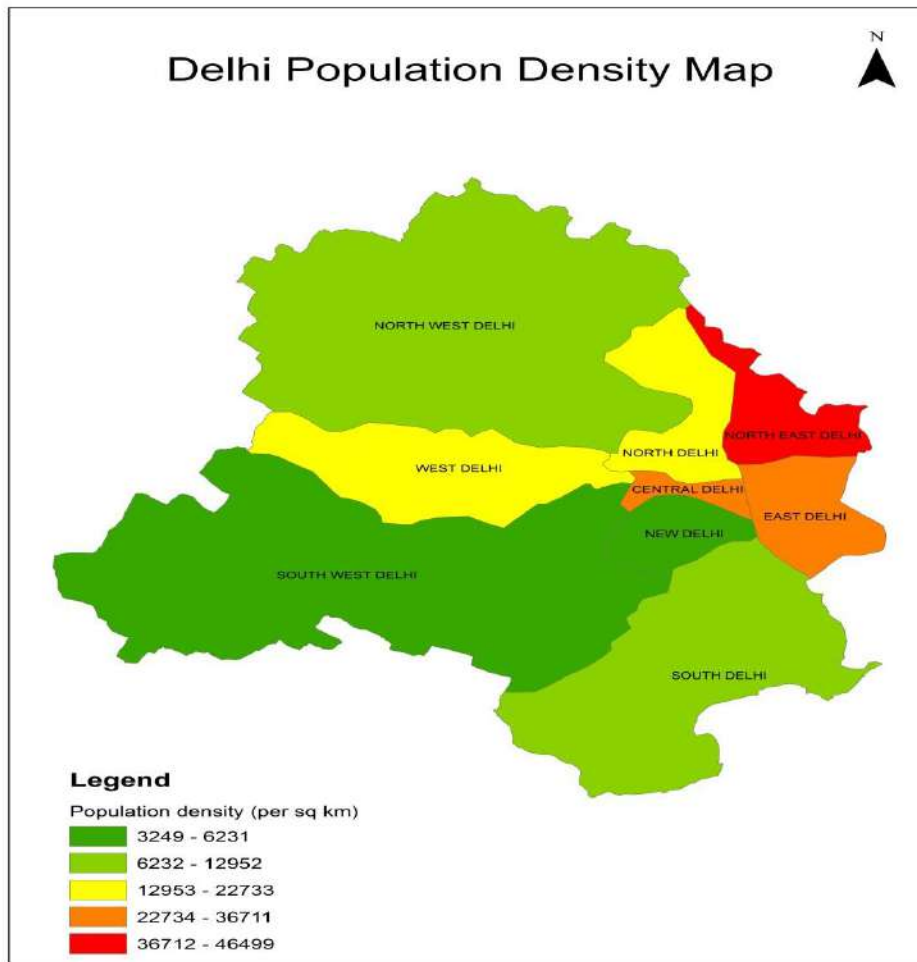 N
Delhi Population Density Map
NORTH WEST DELHI
NORTH EAST DELHI
NORTH DELHI
WEST DELHI
CENTRAL DELHI
EAST DELHI
NEW DELHI
SOUTH WEST DELHI
SOUTH DELHI
Legend
Population density (per sq km)
3249 - 6231
6232 - 12952
12953 - 22733
22734 - 36711
36712 - 46499